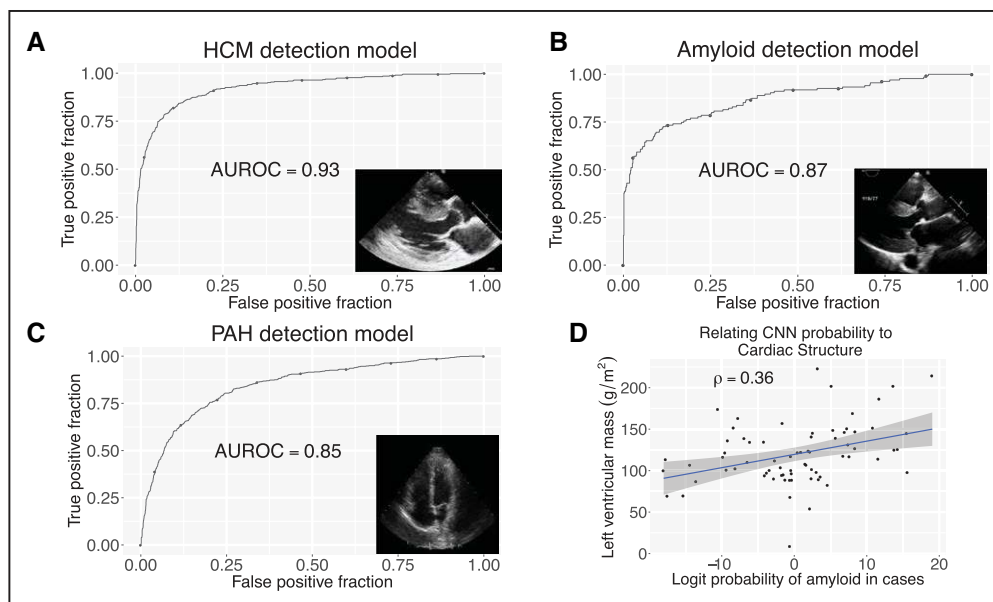 A
HCM detection model
True positive fraction
1.00
0.75
0.50
0.25
0.00
AUROC = 0.93
0.00 0.25 0.50 0.75 1.00
False positive fraction
B
Amyloid detection model
True positive fraction
1.00
0.75
0.50
0.25
0.00
AUROC = 0.87
0.00 0.25 0.50 0.75 1.00
False positive fraction
C
PAH detection model
True positive fraction
1.00
0.75
0.50
0.25
0.00
AUROC = 0.85
0.00 0.25 0.50 0.75 1.00
False positive fraction
D
Relating CNN probability to
Cardiac Structure
Left ventricular mass (g/m²)
200
150
100
50
0
ρ = 0.36
−10 0 10 20
Logit probability of amyloid in cases